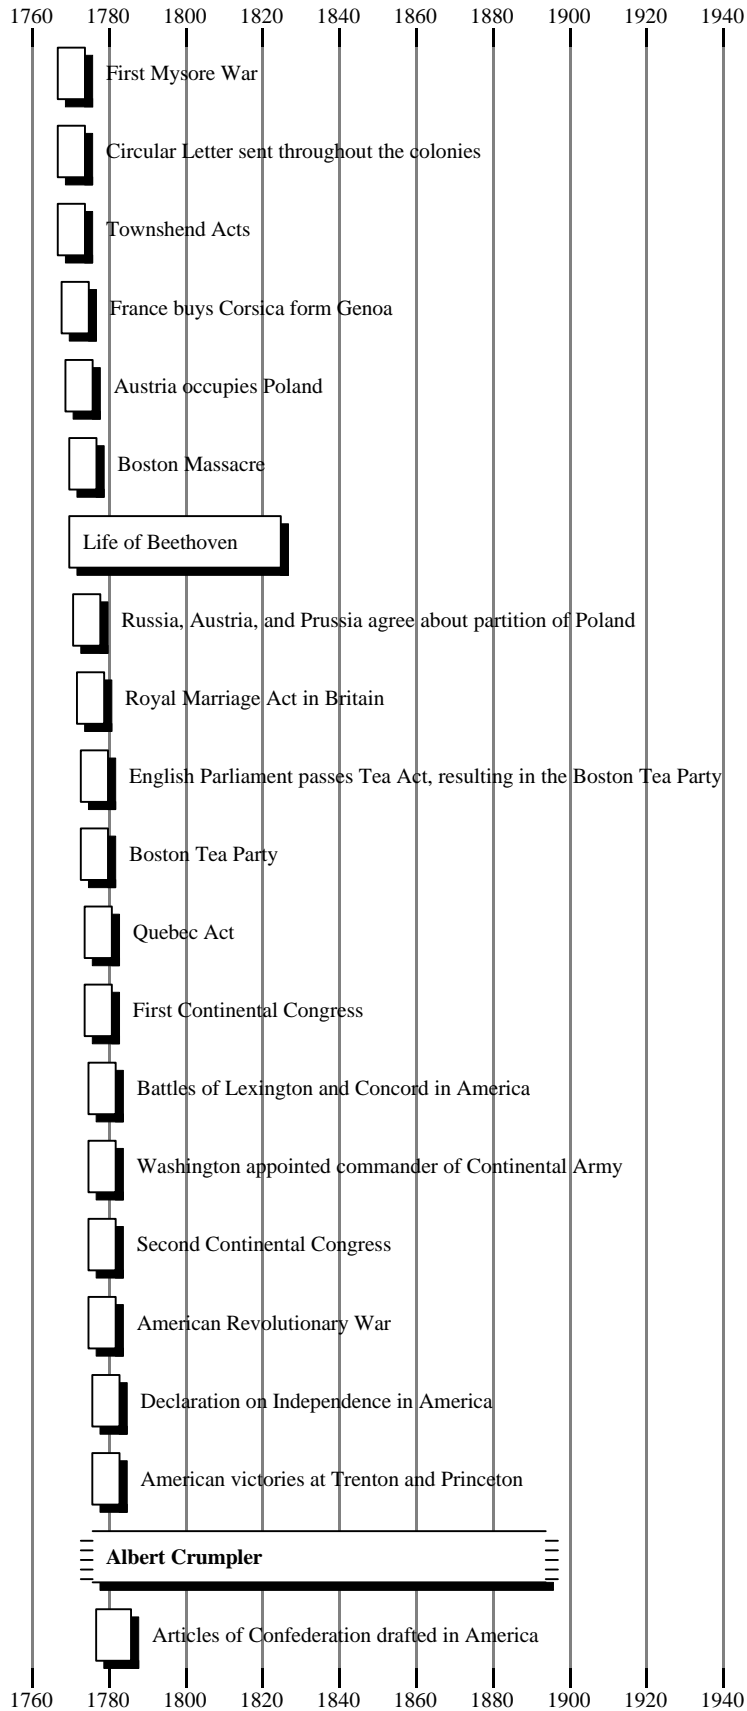 1760 1780 1800 1820 1840 1860 1880 1900 1920 1940
First Mysore War
Circular Letter sent throughout the colonies
Townshend Acts
France buys Corsica form Genoa
Austria occupies Poland
Boston Massacre
Life of Beethoven
Russia, Austria, and Prussia agree about partition of Poland
Royal Marriage Act in Britain
English Parliament passes Tea Act, resulting in the Boston Tea Party
Boston Tea Party
Quebec Act
First Continental Congress
Battles of Lexington and Concord in America
Washington appointed commander of Continental Army
Second Continental Congress
American Revolutionary War
Declaration on Independence in America
American victories at Trenton and Princeton
Albert Crumpler
Articles of Confederation drafted in America
1760 1780 1800 1820 1840 1860 1880 1900 1920 1940